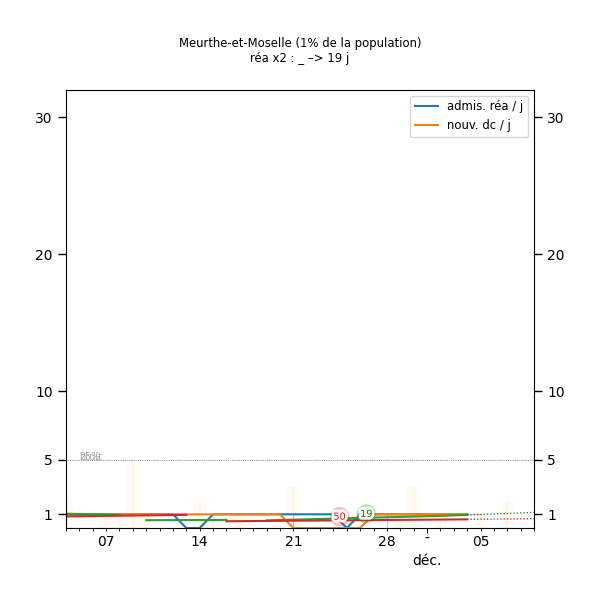 Meurthe-et-Moselle (1% de la population)
réa x2 : _ –> 19 j
admis. réa / j
nouv. dc / j
30 30
20 20
10 10
5 5
1 1
50 19
07 14 21 28 - 05
déc.